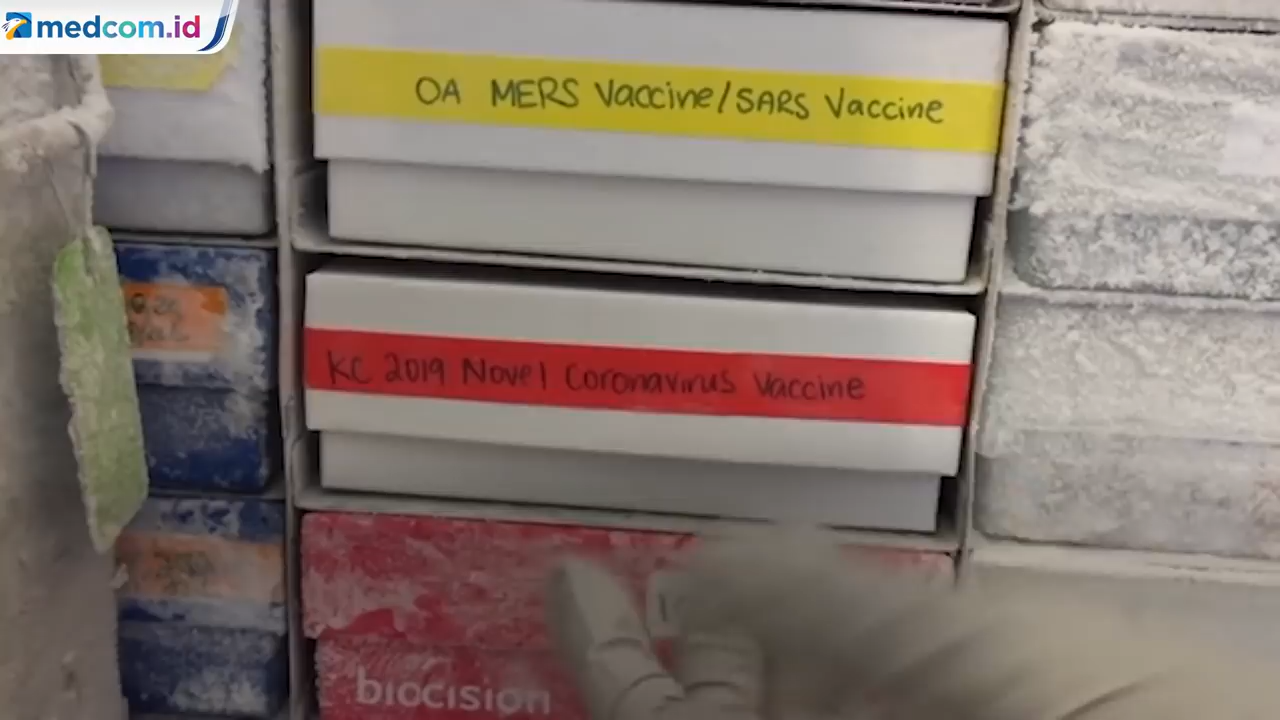 medcom.id
OA MERS Vaccine/SARS Vaccine
KC 2019 Novel Coronavirus Vaccine
biocision